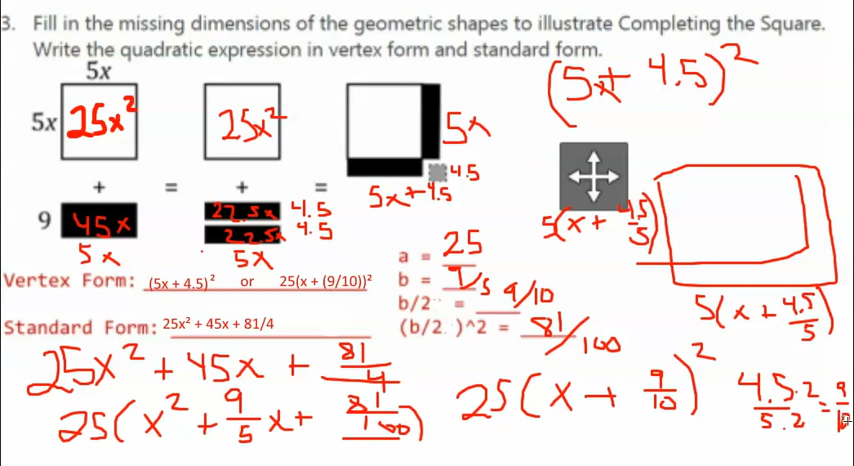 3. Fill in the missing dimensions of the geometric shapes to illustrate Completing the Square.
Write the quadratic expression in vertex form and standard form.
(5x + 4.5)²
5x
5x 25x² 25x² 5x
4.5
5x+4.5
+ = + =
9 45x 22.5x 4.5
22.5x 4.5
5x 5x
5(x + 4.5/5)
5(x + 4.5/5)
a = 25
Vertex Form: (5x + 4.5)² or 25(x + (9/10))² b = 9/5
b/2 = 9/10
Standard Form: 25x² + 45x + 81/4 (b/2 )^2 = 81/100
25x² + 45x + 81/4
25(x² + 9/5 x + 81/100) 25(x + 9/10)² 4.5·2/5·2 = 9/10